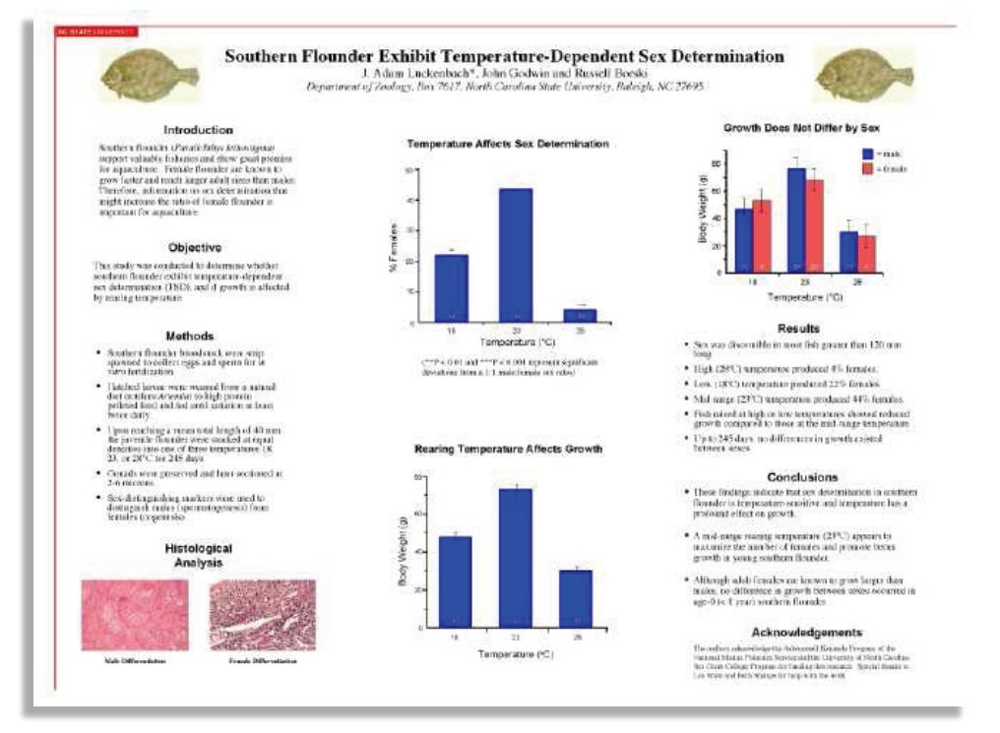 NC STATE UNIVERSITY
Southern Flounder Exhibit Temperature-Dependent Sex Determination
J. Adam Luckenbach*, John Godwin and Russell Borski
Department of Zoology, Box 7617, North Carolina State University, Raleigh, NC 27695
Introduction
Southern flounder (Paralichthys lethostigma)
support valuable fisheries and show great promise
for aquaculture. Female flounder are known to
grow faster and reach larger adult sizes than males.
Therefore, information on sex determination that
might increase the ratio of female flounder is
important for aquaculture.
Objective
This study was conducted to determine whether
southern flounder exhibit temperature-dependent
sex determination (TSD), and if growth is affected
by rearing temperature.
Methods
• Southern flounder broodstock were strip
spawned to collect eggs and sperm for in
vitro fertilization.
• Hatched larvae were weaned from a natural
diet (rotifers/Artemia) to high protein
pelleted feed and fed until satiation at least
twice daily.
• Upon reaching a mean total length of 40 mm
the juvenile flounder were stocked at equal
densities into one of three temperatures 18,
23, or 28°C for 245 days.
• Gonads were preserved and later sectioned at
2-6 microns.
• Sex-distinguishing markers were used to
distinguish males (spermatogenesis) from
females (oogenesis).
Histological
Analysis
Male Differentiation
Female Differentiation
Temperature Affects Sex Determination
% Females
18 23 28
Temperature (°C)
(**P < 0.01 and ***P < 0.001 represent significant
deviations from a 1:1 male:female sex ratio)
Rearing Temperature Affects Growth
80
60
Body Weight (g)
18 23 28
Temperature (°C)
Growth Does Not Differ by Sex
= male
= female
80
60
40
20
0
Body Weight (g)
18 23 28
Temperature (°C)
Results
• Sex was discernible in most fish greater than 120 mm
long.
• High (28°C) temperature produced 4% females.
• Low (18°C) temperature produced 22% females.
• Mid-range (23°C) temperature produced 44% females.
• Fish raised at high or low temperatures showed reduced
growth compared to those at the mid-range temperature.
• Up to 245 days, no differences in growth existed
between sexes.
Conclusions
• These findings indicate that sex determination in southern
flounder is temperature-sensitive and temperature has a
profound effect on growth.
• A mid-range rearing temperature (23°C) appears to
maximize the number of females and promote better
growth in young southern flounder.
• Although adult females are known to grow larger than
males, no difference in growth between sexes occurred in
age-0 (< 1 year) southern flounder.
Acknowledgements
The authors acknowledge the Saltonstall-Kennedy Program of the
National Marine Fisheries Service and the University of North Carolina
Sea Grant College Program for funding this research. Special thanks to